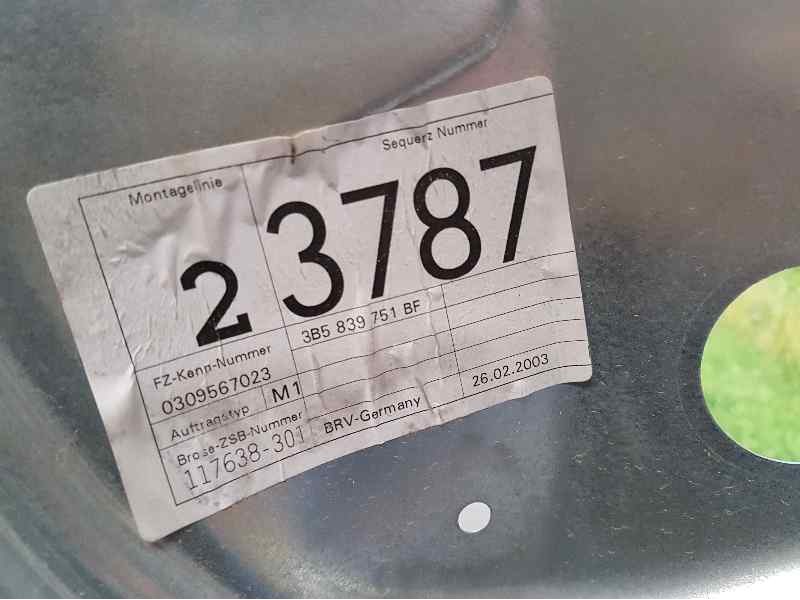 Montagelinie Sequenz Nummer
2 3787
FZ-Kenn-Nummer 3B5 839 751 BF
0309567023
Auftragstyp M1 26.02.2003
Brose-ZSB-Nummer BRV-Germany
117638-301